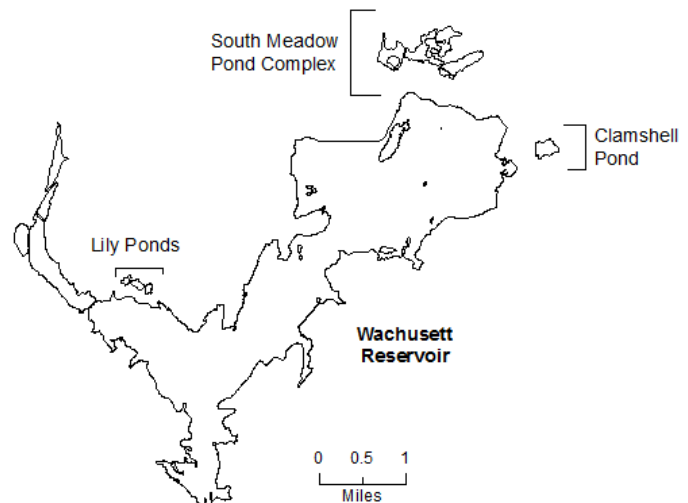 South Meadow
Pond Complex
Clamshell
Pond
Lily Ponds
Wachusett
Reservoir
0 0.5 1
Miles